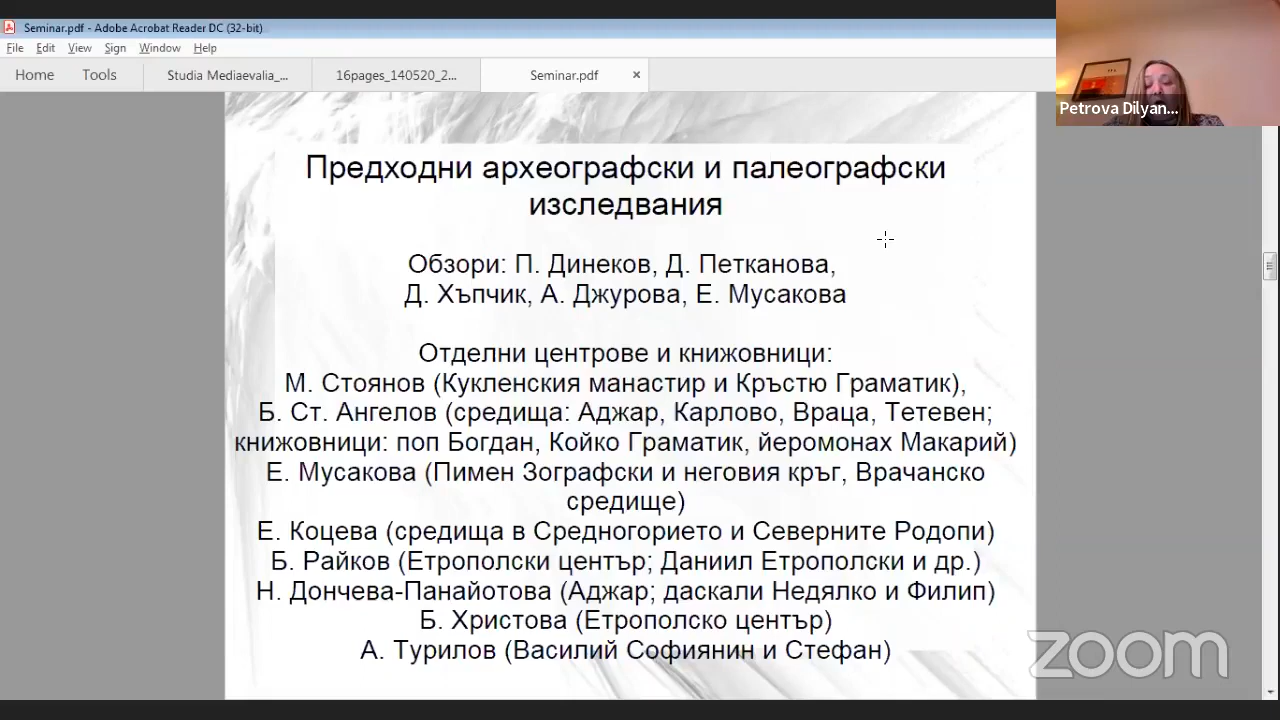 Seminar.pdf - Adobe Acrobat Reader DC (32-bit)
File Edit View Sign Window Help
Home Tools Studia Mediaevalia_... 16pages_140520_2... Seminar.pdf ×
Petrova Dilyan...
Предходни археографски и палеографски
изследвания
Обзори: П. Динеков, Д. Петканова,
Д. Хъпчик, А. Джурова, Е. Мусакова
Отделни центрове и книжовници:
М. Стоянов (Кукленския манастир и Кръстю Граматик),
Б. Ст. Ангелов (средища: Аджар, Карлово, Враца, Тетевен;
книжовници: поп Богдан, Койко Граматик, йеромонах Макарий)
Е. Мусакова (Пимен Зографски и неговия кръг, Врачанско
средище)
Е. Коцева (средища в Средногорието и Северните Родопи)
Б. Райков (Етрополски център; Даниил Етрополски и др.)
Н. Дончева-Панайотова (Аджар; даскали Недялко и Филип)
Б. Христова (Етрополско център)
А. Турилов (Василий Софиянин и Стефан)
zoom